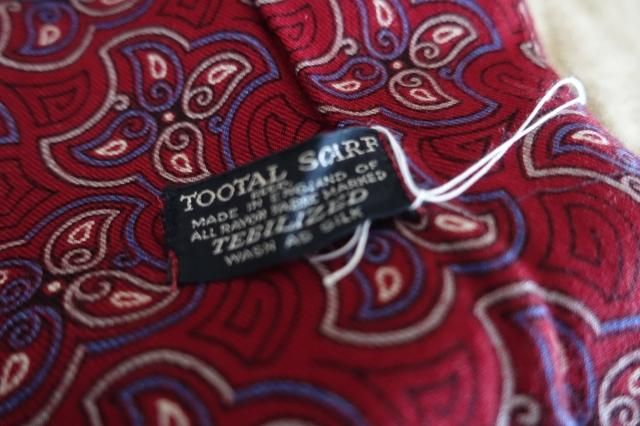 TOOTAL SCARF
MADE IN ENGLAND OF
ALL RAYON FABRIC MARKED
TEBILIZED
WASH AS SILK